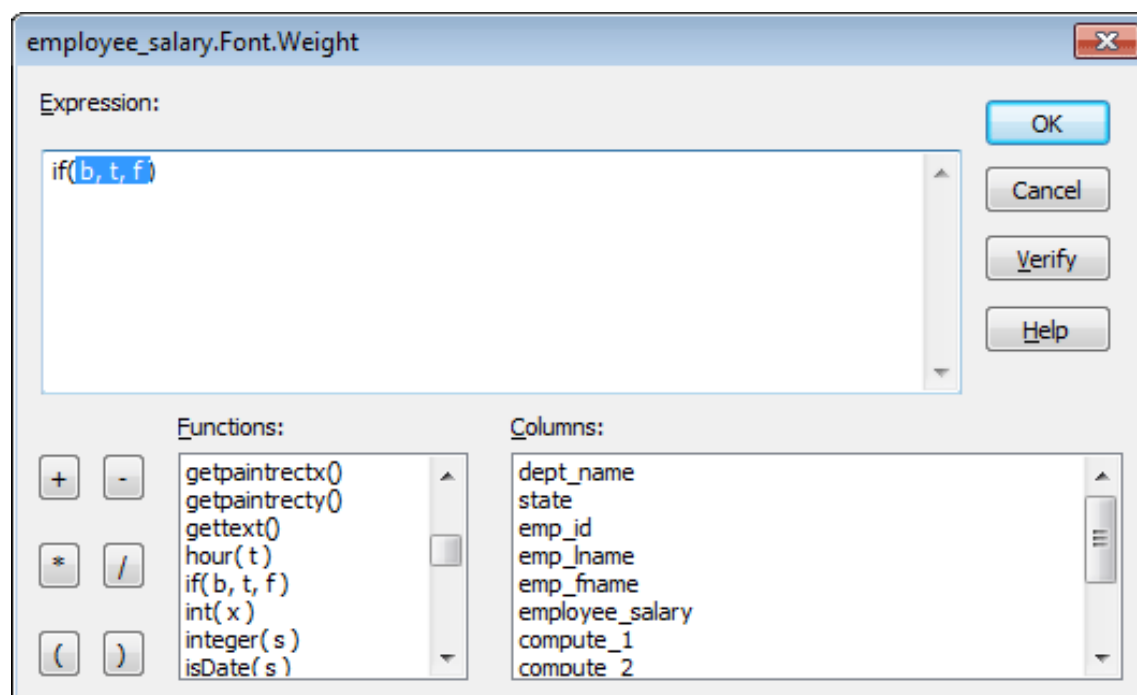 employee_salary.Font.Weight
Expression:
if( b, t, f )
OK
Cancel
Verify
Help
Functions:
Columns:
+ -
* /
( )
getpaintrectx()
getpaintrecty()
gettext()
hour( t )
if( b, t, f )
int( x )
integer( s )
isDate( s )
dept_name
state
emp_id
emp_lname
emp_fname
employee_salary
compute_1
compute_2